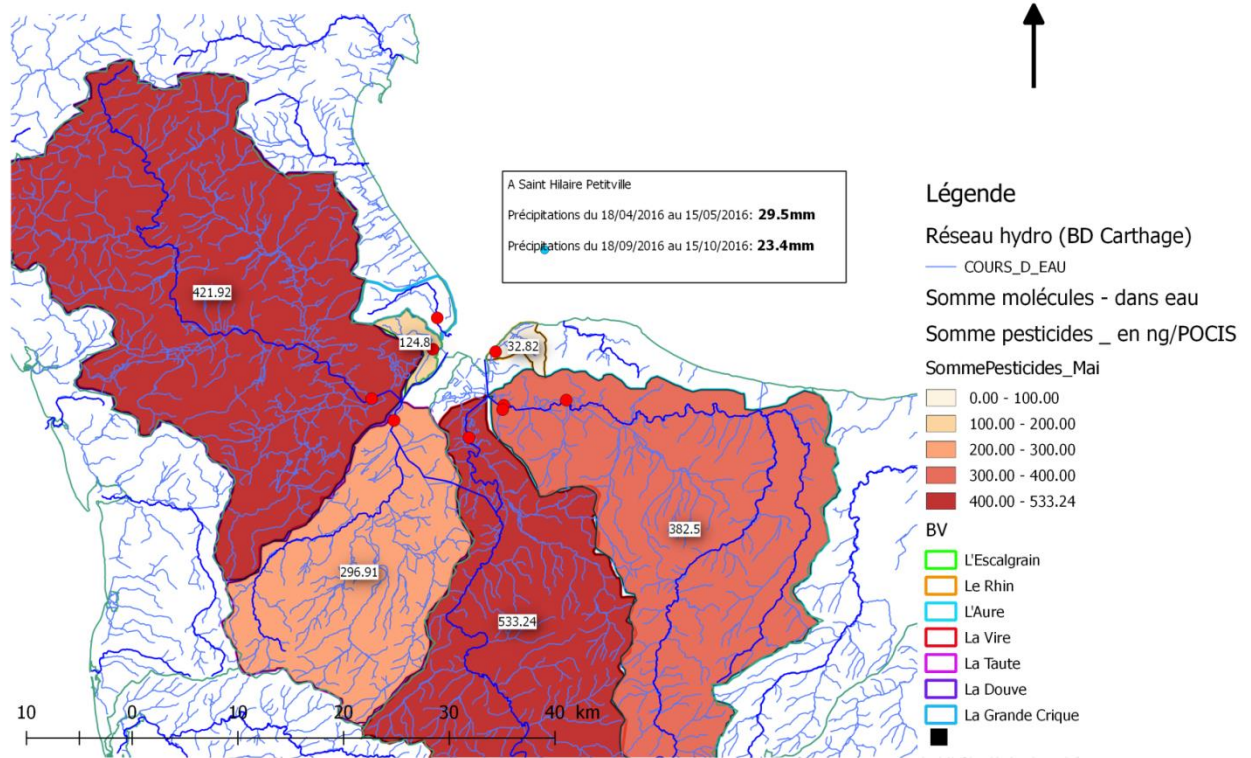 A Saint Hilaire Petitville
Précipitations du 18/04/2016 au 15/05/2016: 29.5mm
Précipitations du 18/09/2016 au 15/10/2016: 23.4mm
421.92
124.8
32.82
382.5
296.91
533.24
10 0 10 20 30 40 km
Légende
Réseau hydro (BD Carthage)
COURS_D_EAU
Somme molécules - dans eau
Somme pesticides _ en ng/POCIS
SommePesticides_Mai
0.00 - 100.00
100.00 - 200.00
200.00 - 300.00
300.00 - 400.00
400.00 - 533.24
BV
L'Escalgrain
Le Rhin
L'Aure
La Vire
La Taute
La Douve
La Grande Crique